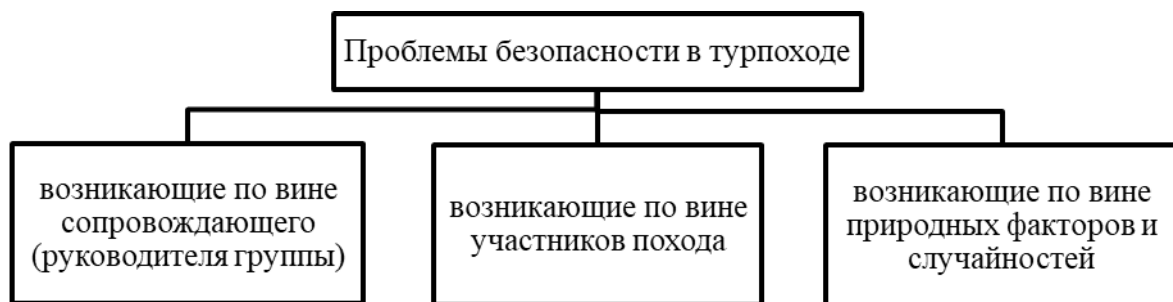 Проблемы безопасности в турпоходе
возникающие по вине
сопровождающего
(руководителя группы)
возникающие по вине
участников похода
возникающие по вине
природных факторов и
случайностей